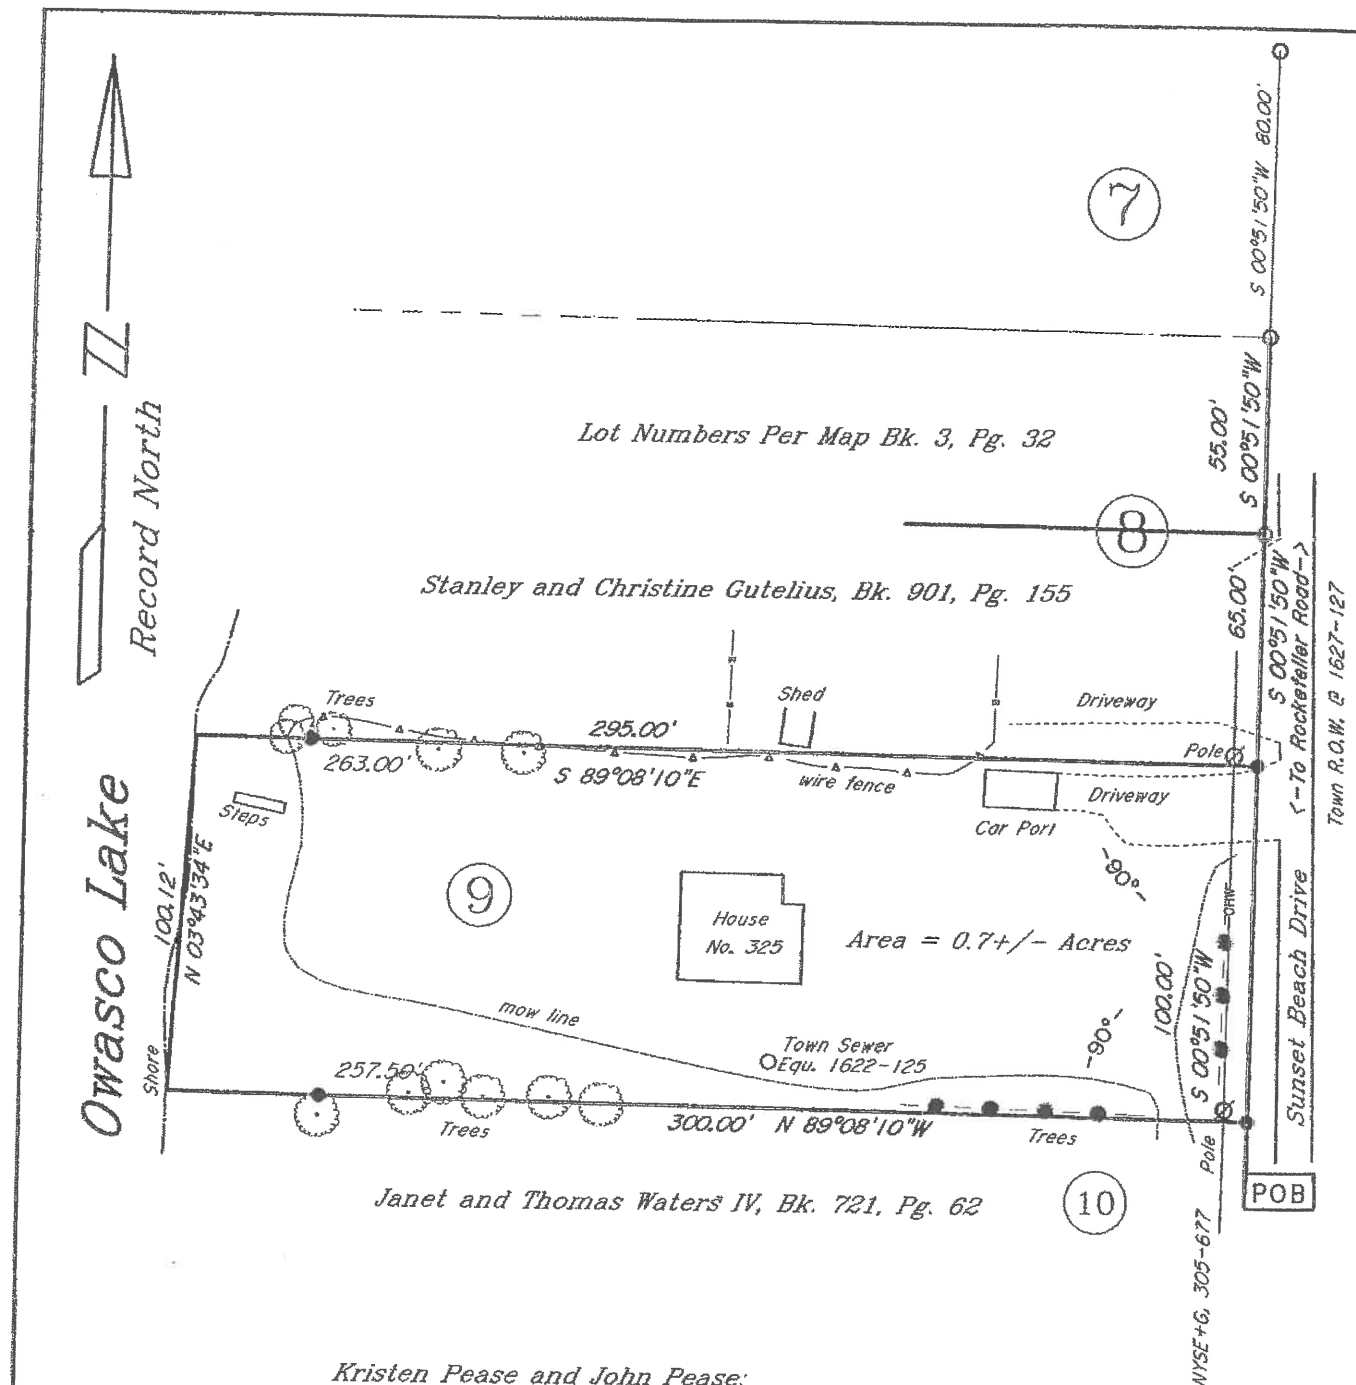 7
S 00°51'50"W 80.00'
N
Record North
Lot Numbers Per Map Bk. 3, Pg. 32
55.00'
S 00°51'50"W
8
Stanley and Christine Gutelius, Bk. 901, Pg. 155
65.00'
S 00°51'50"W
<-To Rockefeller Road->
Town R.O.W. @ 1627-127
Trees
Shed
Driveway
295.00'
Pole
263.00'
S 89°08'10"E
wire fence
Driveway
Steps
Car Port
Owasco Lake
100.12'
N 03°43'34"E
9
House
No. 325
Area = 0.7+/- Acres
-90°-
OHW
100.00'
S 00°51'50"W
Sunset Beach Drive
mow line
Town Sewer
Equ. 1622-125
-90°-
Shore
257.50'
Trees
300.00' N 89°08'10"W
Trees
Pole
Janet and Thomas Waters IV, Bk. 721, Pg. 62
10
POB
NYSE+G, 305-677
Kristen Pease and John Pease: